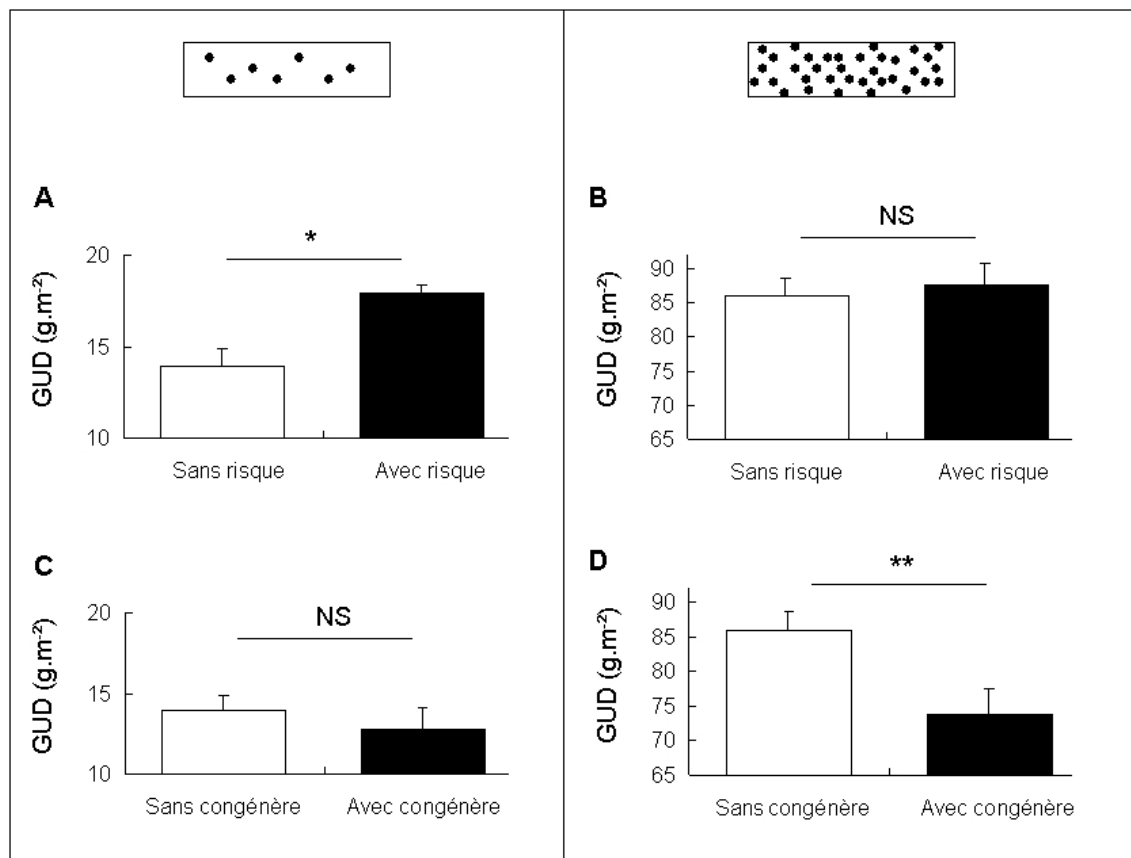 A
*
GUD (g.m⁻²)
20
15
10
Sans risque Avec risque
B
NS
GUD (g.m⁻²)
90
85
80
75
70
65
Sans risque Avec risque
C
NS
GUD (g.m⁻²)
20
15
10
Sans congénère Avec congénère
D
**
GUD (g.m⁻²)
90
85
80
75
70
65
Sans congénère Avec congénère